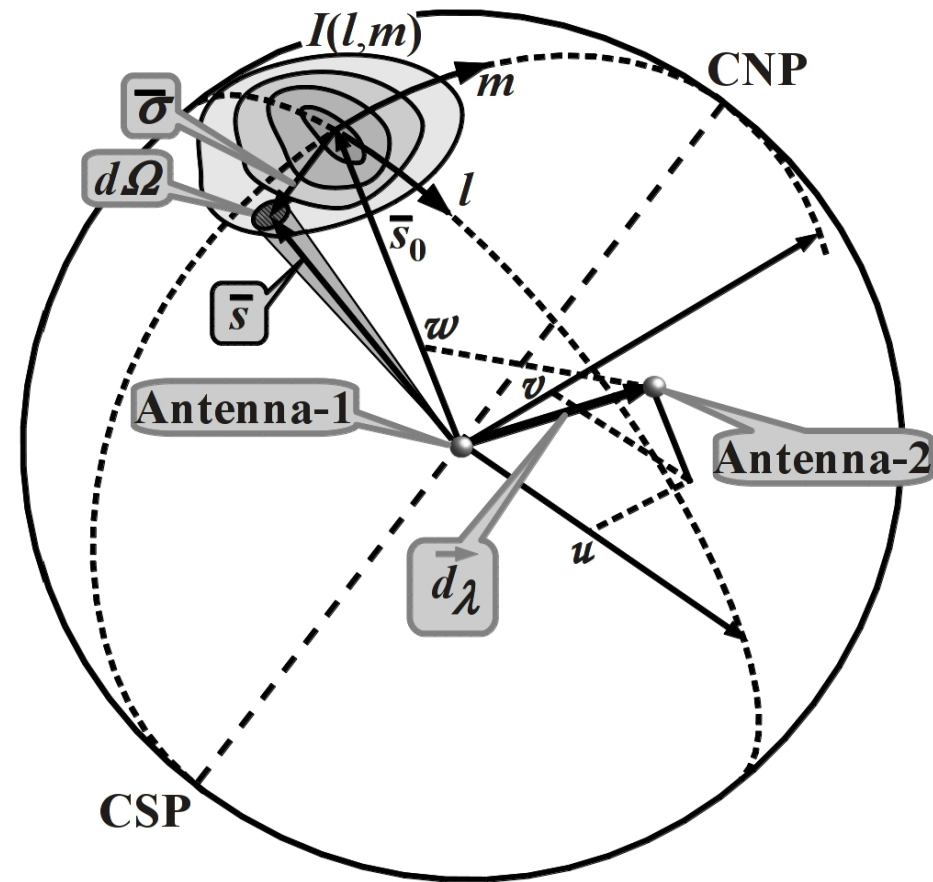 I(l,m)
m
CNP
σ̅
dΩ
l
s̅₀
s̅
w
v
Antenna-1
Antenna-2
u
d⃗λ
CSP